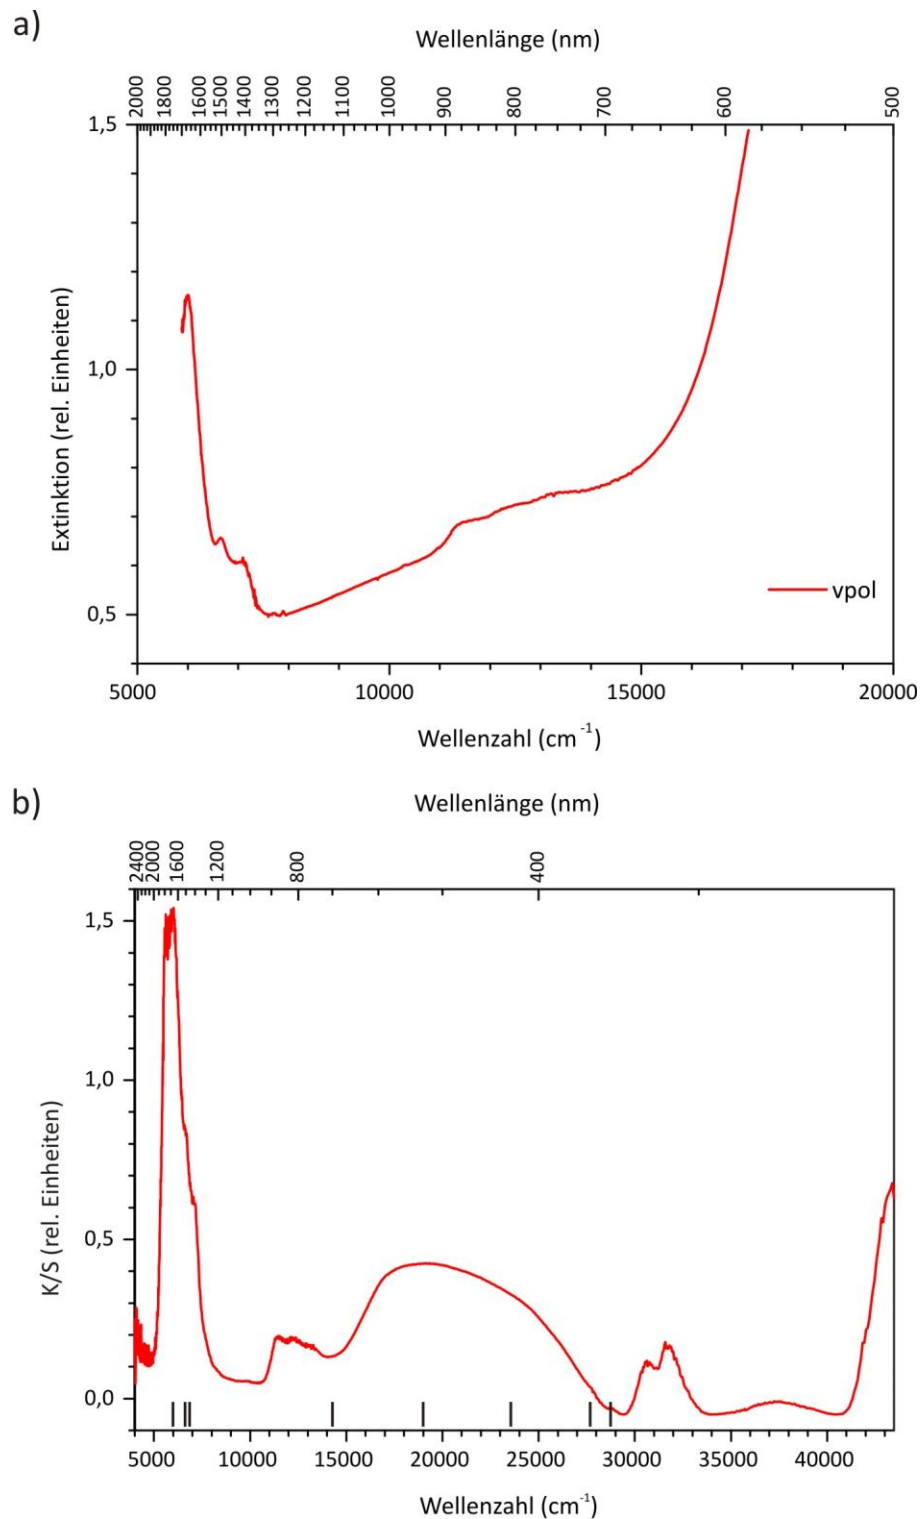 a)
Wellenlänge (nm)
2000 1800 1600 1500 1400 1300 1200 1100 1000 900 800 700 600 500
1,5
1,0
0,5
Extinktion (rel. Einheiten)
vpol
5000 10000 15000 20000
Wellenzahl (cm⁻¹)
b)
Wellenlänge (nm)
2400 2000 1600 1200 800 400
1,5
1,0
0,5
0,0
K/S (rel. Einheiten)
5000 10000 15000 20000 25000 30000 35000 40000
Wellenzahl (cm⁻¹)